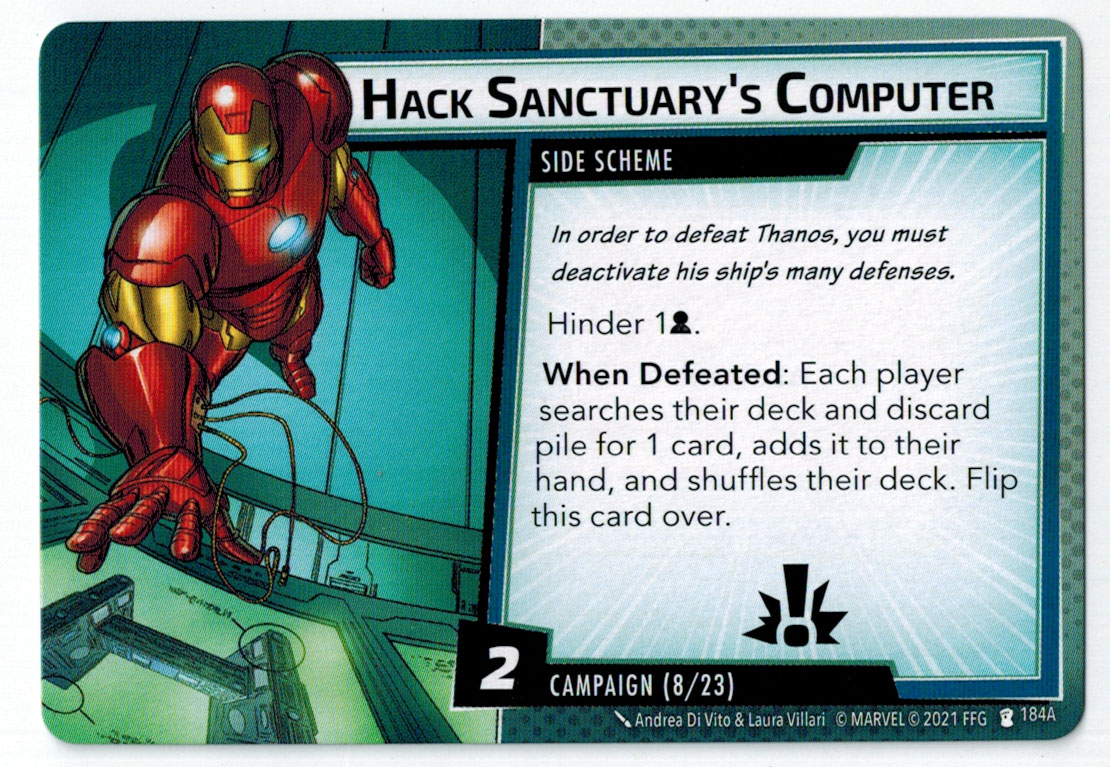 Hack Sanctuary's Computer
SIDE SCHEME
In order to defeat Thanos, you must
deactivate his ship's many defenses.
Hinder 1.
When Defeated: Each player
searches their deck and discard
pile for 1 card, adds it to their
hand, and shuffles their deck. Flip
this card over.
2
CAMPAIGN (8/23)
Andrea Di Vito & Laura Villari © MARVEL © 2021 FFG 184A